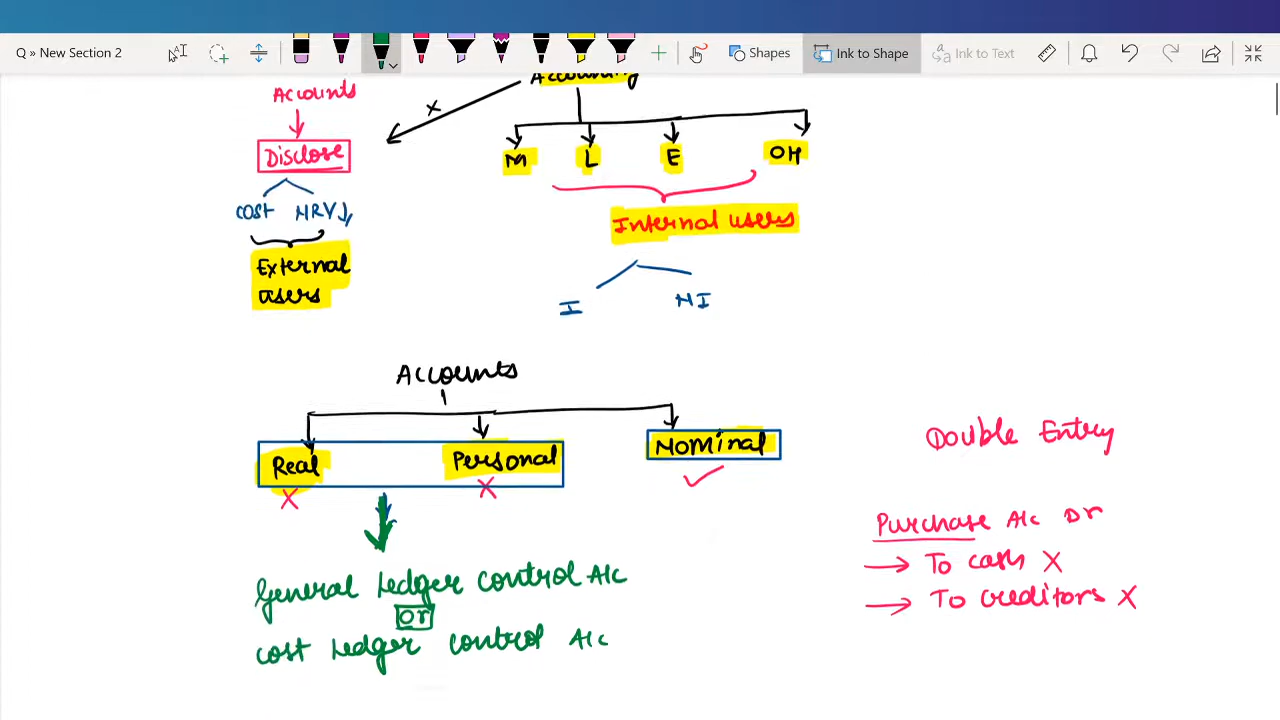 Q » New Section 2
Shapes
Ink to Shape
Ink to Text
Accounting
Accounts
Disclose
M L E OH
COST NRV↓
Internal users
External
users
I NI
Accounts
Real Personal Nominal
Double Entry
Purchase A/c Dr
→ To cash X
→ To creditors X
General Ledger control A/c
Or
cost Ledger control A/c